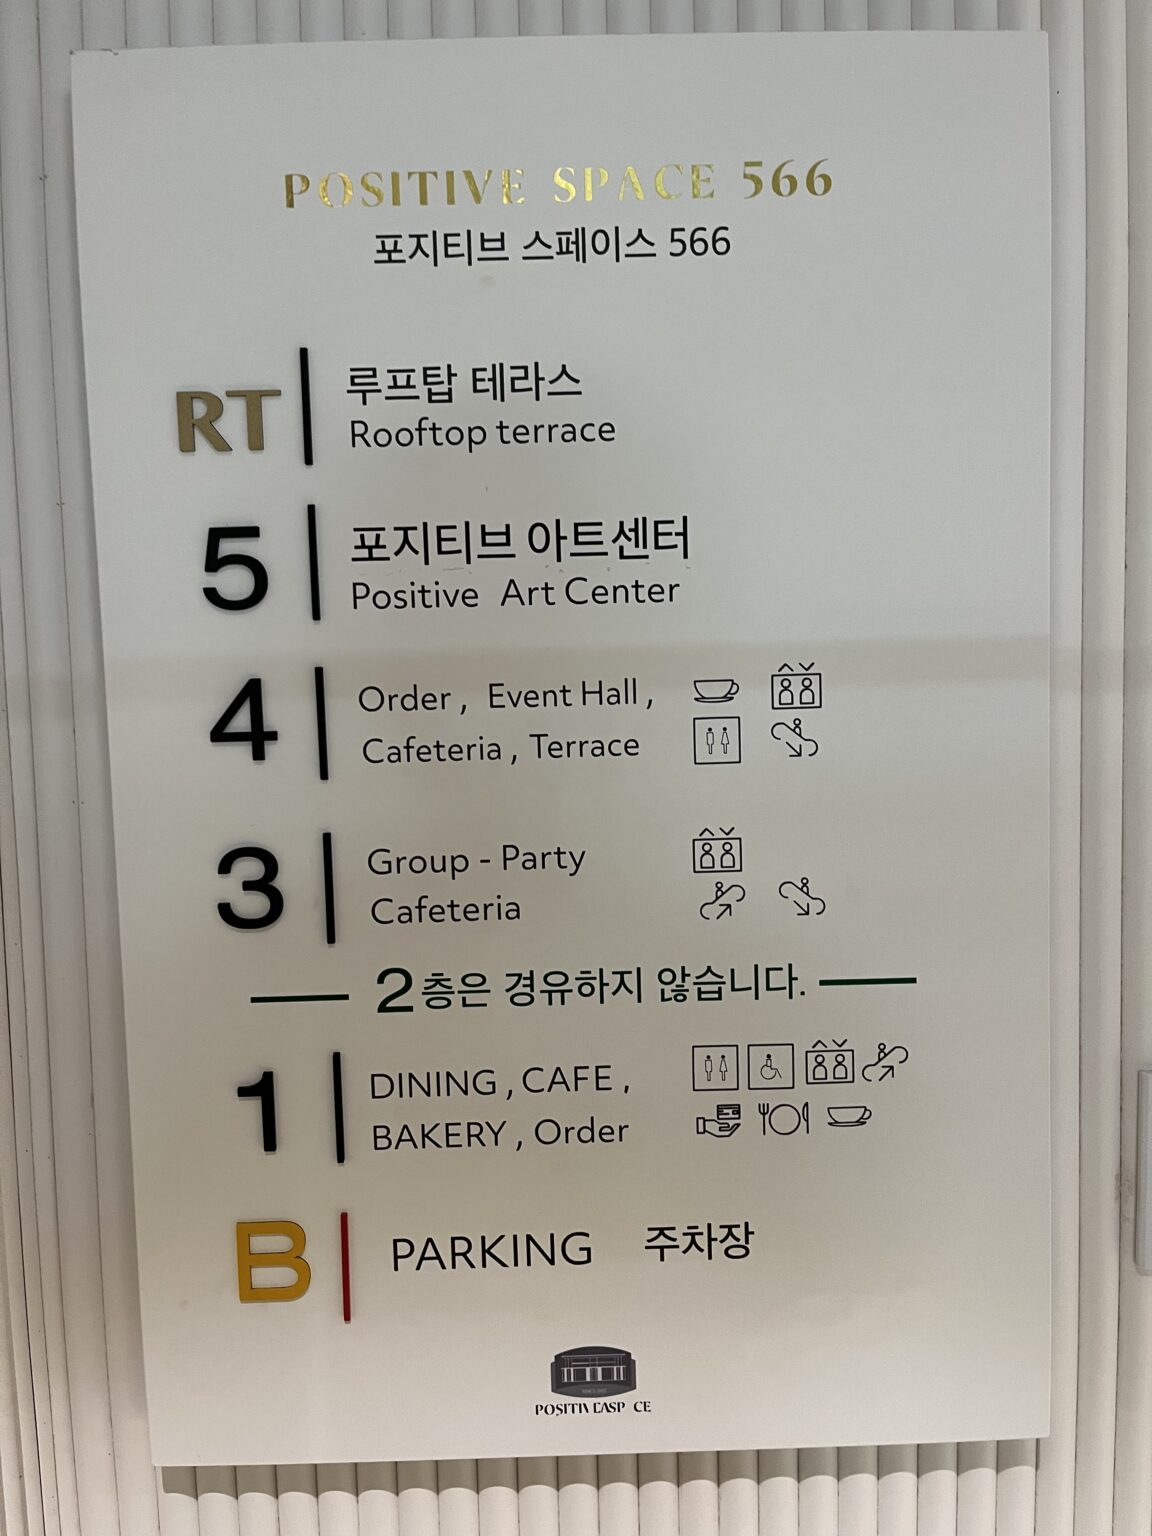 POSITIVE SPACE 566
포지티브 스페이스 566
RT
루프탑 테라스
Rooftop terrace
5
포지티브 아트센터
Positive Art Center
4
Order, Event Hall,
Cafeteria, Terrace
3
Group - Party
Cafeteria
2층은 경유하지 않습니다.
1
DINING, CAFE,
BAKERY, Order
B
PARKING 주차장